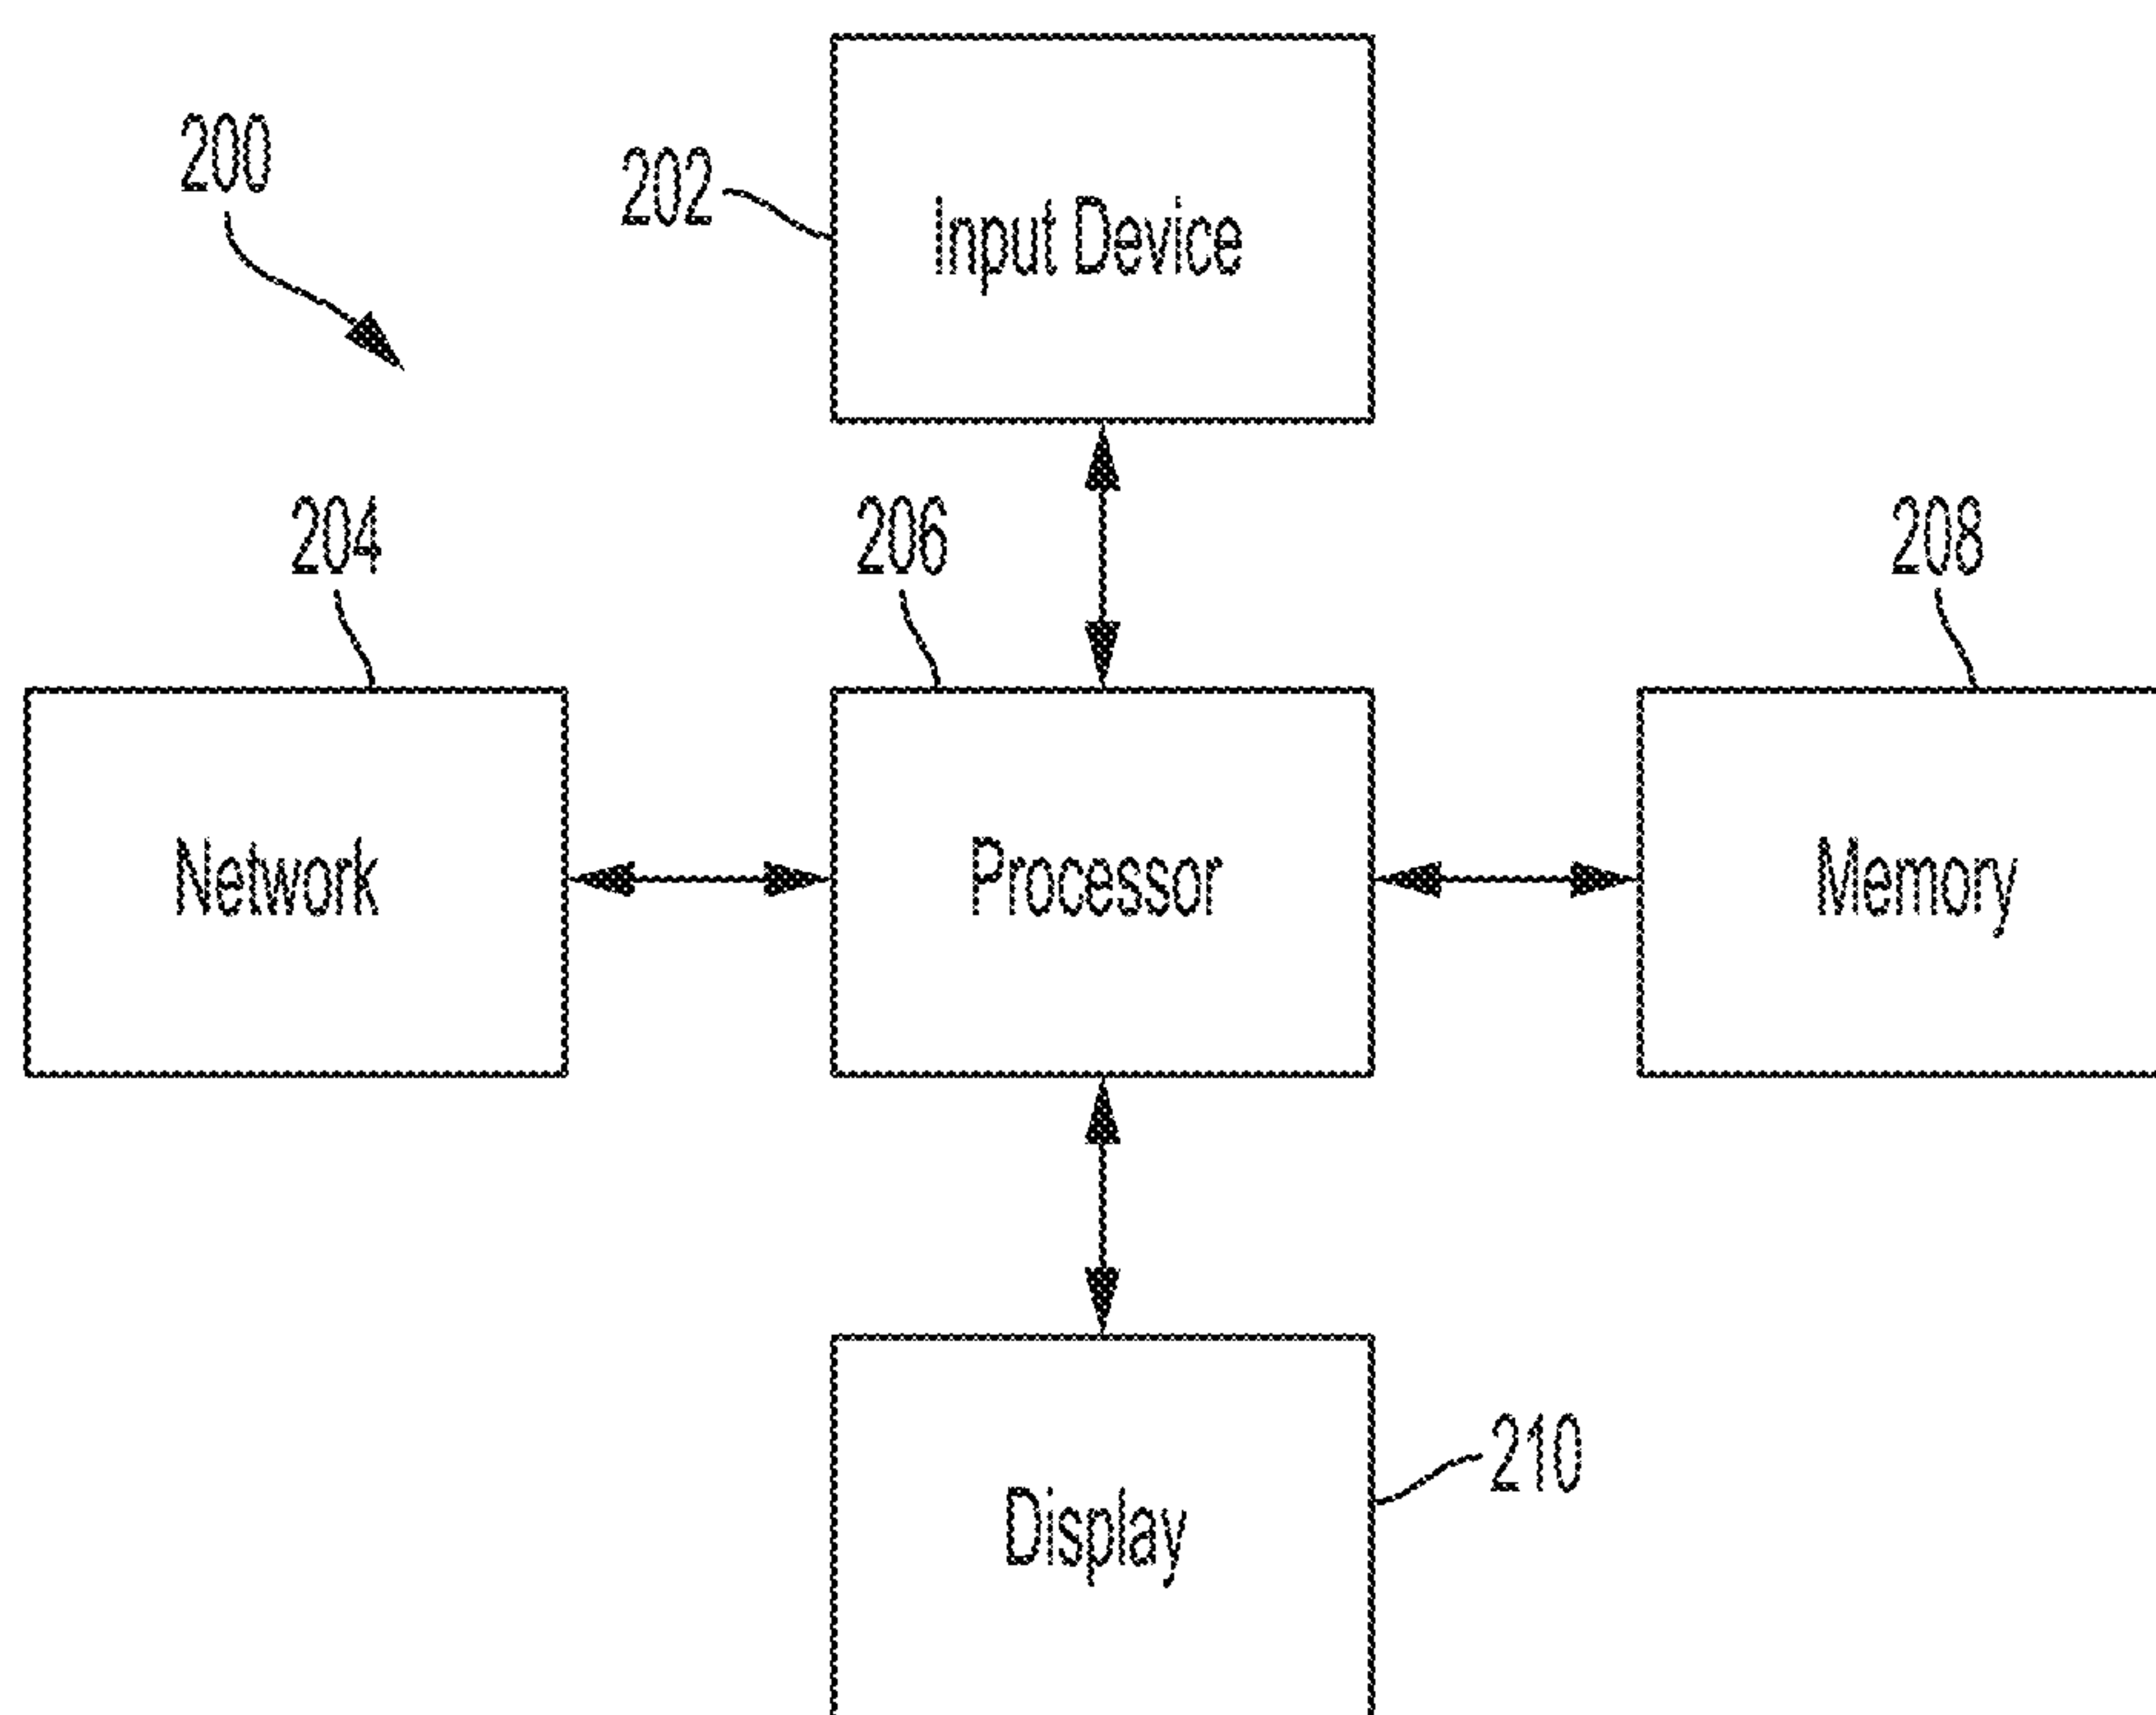 200
202
Input Device
204
206
208
Network
Processor
Memory
210
Display